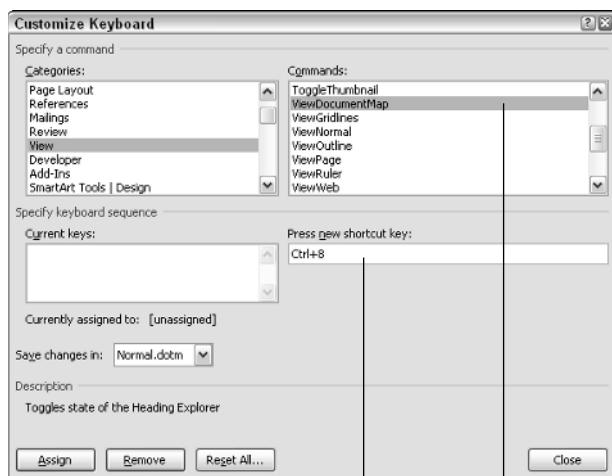 Customize Keyboard
Specify a command
Categories:
Page Layout
References
Mailings
Review
View
Developer
Add-Ins
SmartArt Tools | Design
Commands:
ToggleThumbnail
ViewDocumentMap
ViewGridlines
ViewNormal
ViewOutline
ViewPage
ViewRuler
ViewWeb
Specify keyboard sequence
Current keys:
Press new shortcut key:
Ctrl+8
Currently assigned to: [unassigned]
Save changes in: Normal.dotm
Description
Toggles state of the Heading Explorer
Assign Remove Reset All... Close